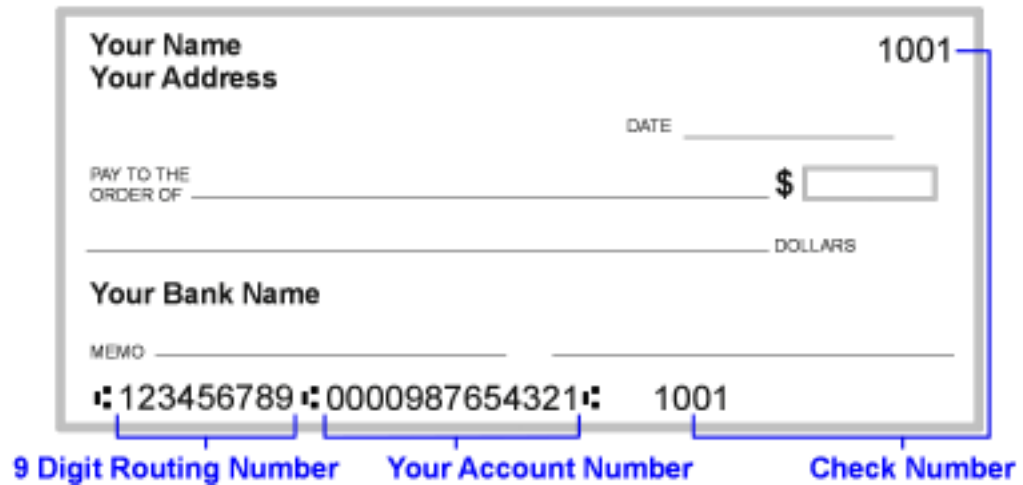 Your Name
1001
Your Address
DATE
PAY TO THE
ORDER OF
$
DOLLARS
Your Bank Name
MEMO
⑆123456789⑆0000987654321⑆ 1001
9 Digit Routing Number Your Account Number Check Number